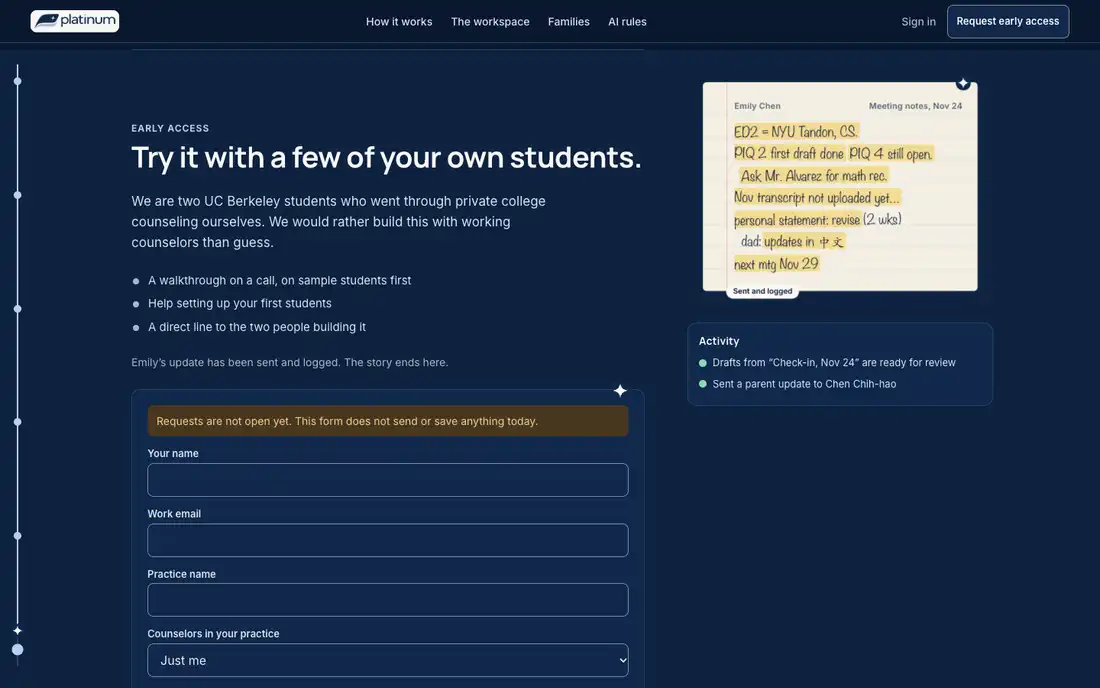 platinum
How it works
The workspace
Families
AI rules
Sign in
Request early access
EARLY ACCESS
Try it with a few of your own students.
We are two UC Berkeley students who went through private college
counseling ourselves. We would rather build this with working
counselors than guess.
A walkthrough on a call, on sample students first
Help setting up your first students
A direct line to the two people building it
Emily’s update has been sent and logged. The story ends here.
Requests are not open yet. This form does not send or save anything today.
Your name
Work email
Practice name
Counselors in your practice
Just me
Emily Chen
Meeting notes, Nov 24
ED2 = NYU Tandon, CS.
PIQ 2 first draft done PIQ 4 still open.
Ask Mr. Alvarez for math rec.
Nov transcript not uploaded yet...
personal statement: revise (2 wks)
dad: updates in 中文
next mtg Nov 29
Sent and logged
Activity
Drafts from “Check-in, Nov 24” are ready for review
Sent a parent update to Chen Chih-hao